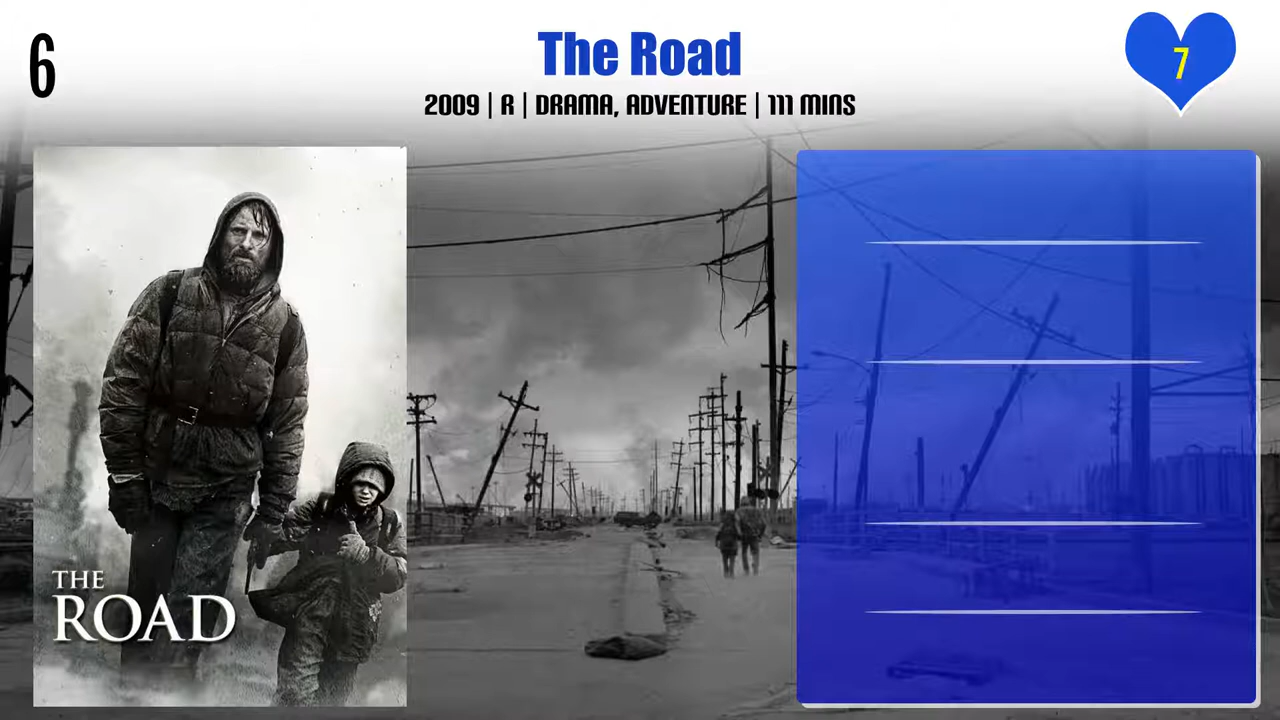 6
The Road
7
2009 | R | DRAMA, ADVENTURE | 111 MINS
THE
ROAD